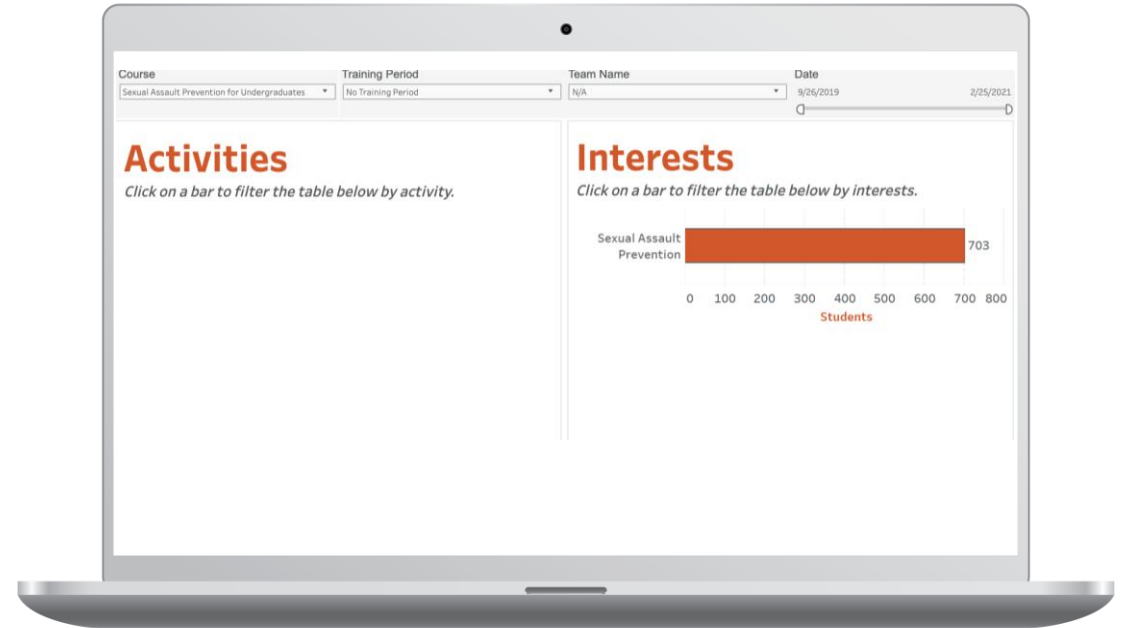 Course
Training Period
Team Name
Date
Sexual Assault Prevention for Undergraduates
No Training Period
N/A
9/26/2019
2/25/2021
Activities
Click on a bar to filter the table below by activity.
Interests
Click on a bar to filter the table below by interests.
Sexual Assault
Prevention
703
0 100 200 300 400 500 600 700 800
Students